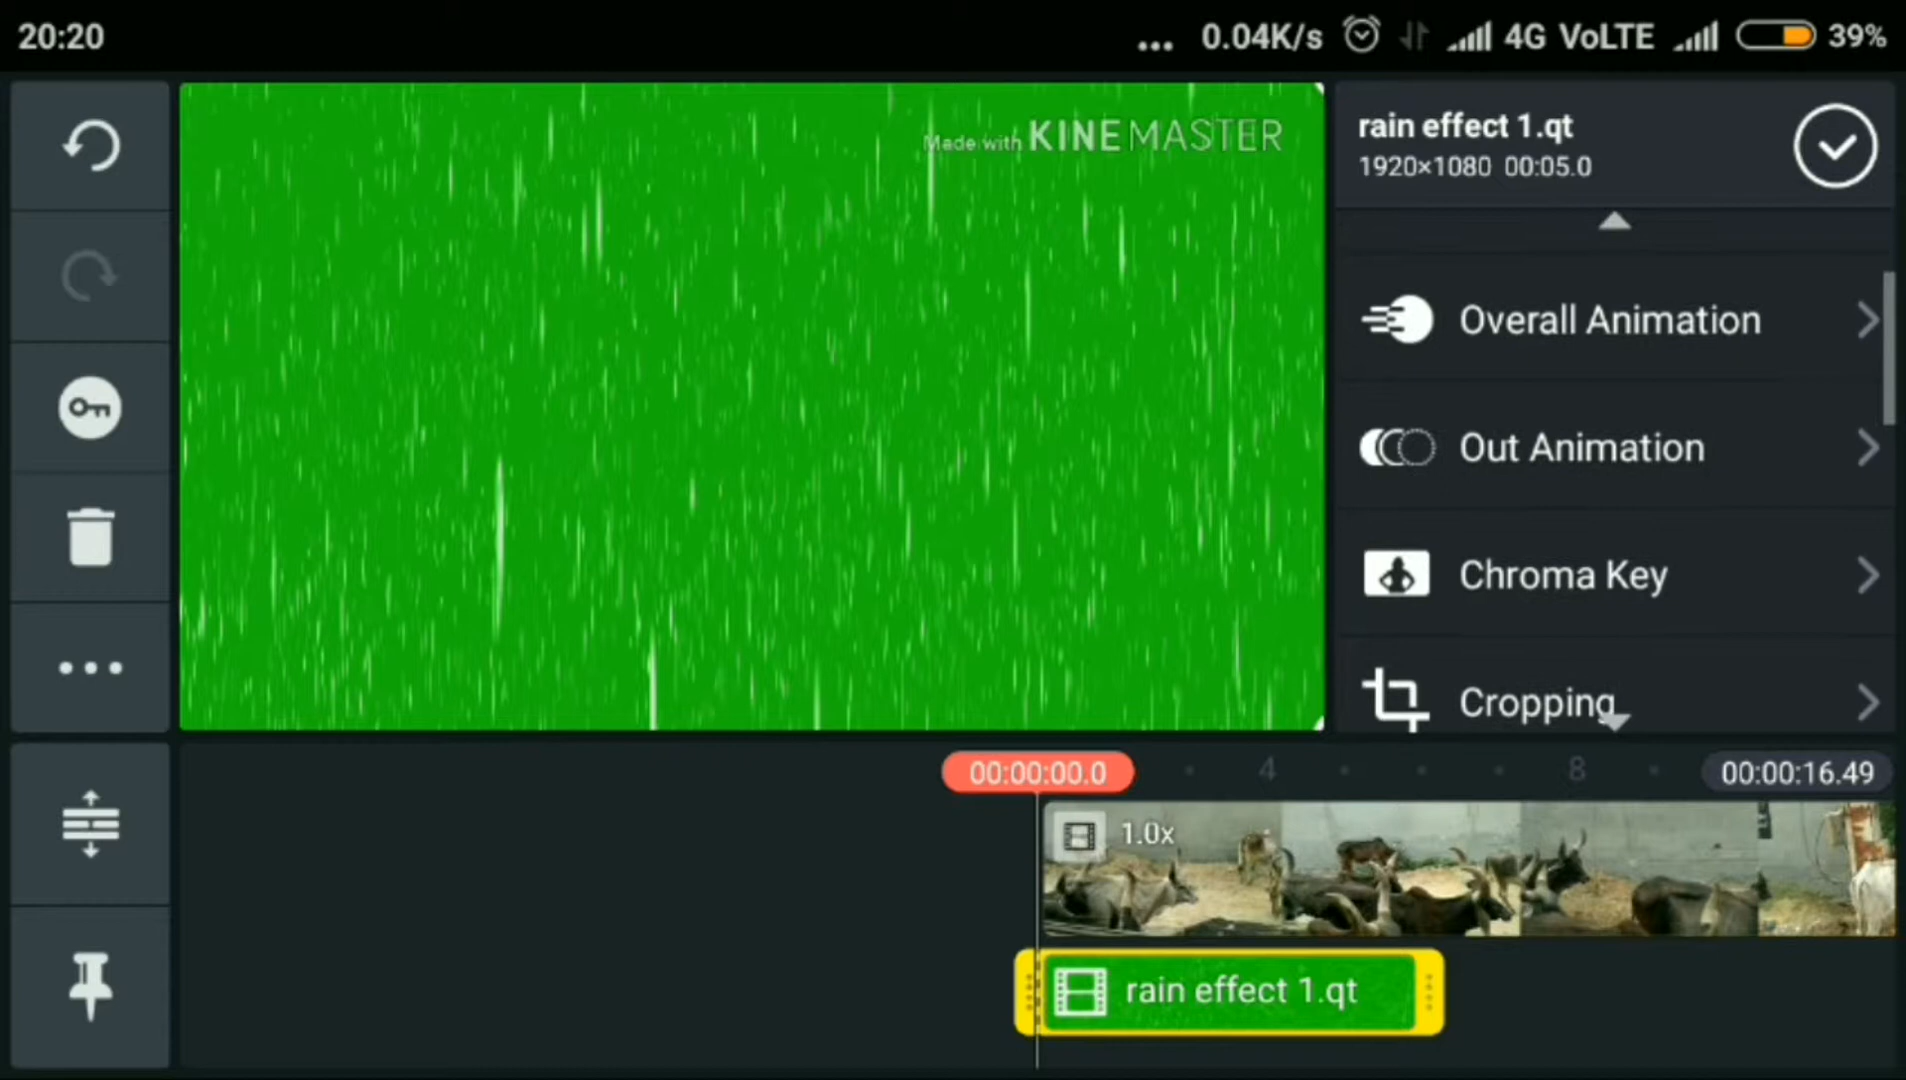 20:20
... 0.04K/s 4G VoLTE 39%
Made with KINEMASTER
rain effect 1.qt
1920×1080 00:05.0
Overall Animation
Out Animation
Chroma Key
Cropping
00:00:00.0
4
8
00:00:16.49
1.0x
rain effect 1.qt